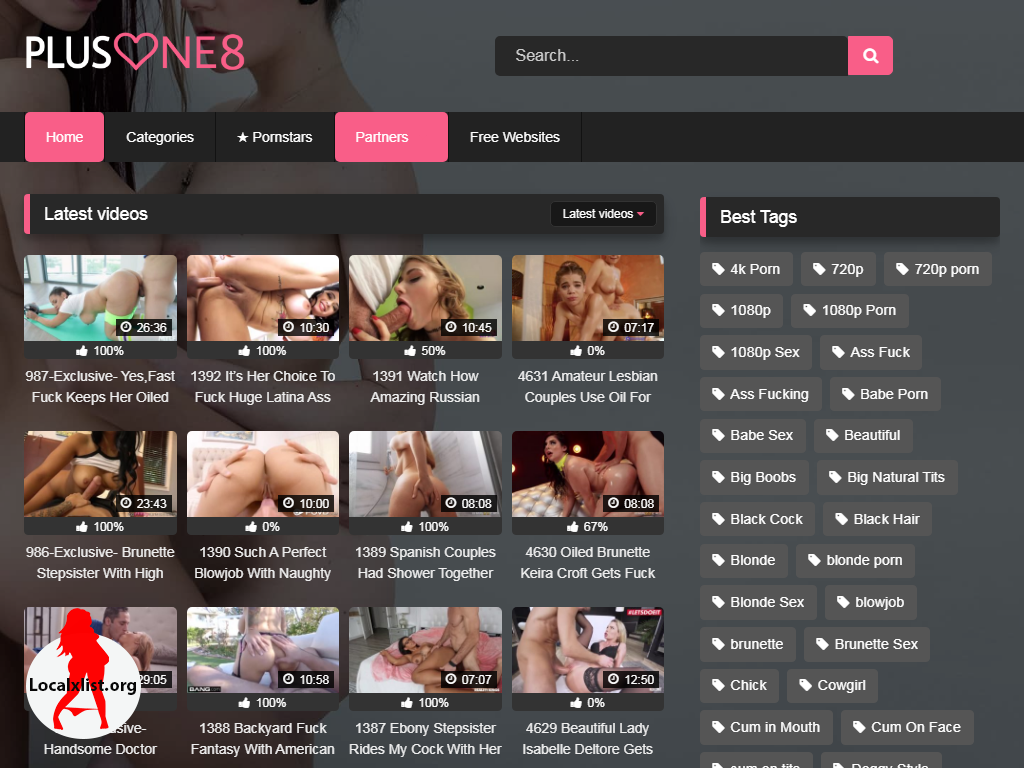 PLUS♡NE8
Search...
Home
Categories
★ Pornstars
Partners
Free Websites
Latest videos
Latest videos
Best Tags
26:36
10:30
10:45
07:17
100%
100%
50%
0%
987-Exclusive- Yes,Fast
Fuck Keeps Her Oiled
1392 It's Her Choice To
Fuck Huge Latina Ass
1391 Watch How
Amazing Russian
4631 Amateur Lesbian
Couples Use Oil For
23:43
10:00
08:08
08:08
100%
0%
100%
67%
986-Exclusive- Brunette
Stepsister With High
1390 Such A Perfect
Blowjob With Naughty
1389 Spanish Couples
Had Shower Together
4630 Oiled Brunette
Keira Croft Gets Fuck
29:05
10:58
07:07
12:50
BANG
#LETSDOEIT
100%
100%
0%
Localxlist.org
Handsome Doctor
1388 Backyard Fuck
Fantasy With American
1387 Ebony Stepsister
Rides My Cock With Her
4629 Beautiful Lady
Isabelle Deltore Gets
4k Porn
720p
720p porn
1080p
1080p Porn
1080p Sex
Ass Fuck
Ass Fucking
Babe Porn
Babe Sex
Beautiful
Big Boobs
Big Natural Tits
Black Cock
Black Hair
Blonde
blonde porn
Blonde Sex
blowjob
brunette
Brunette Sex
Chick
Cowgirl
Cum in Mouth
Cum On Face
cum on tits
Doggy Style